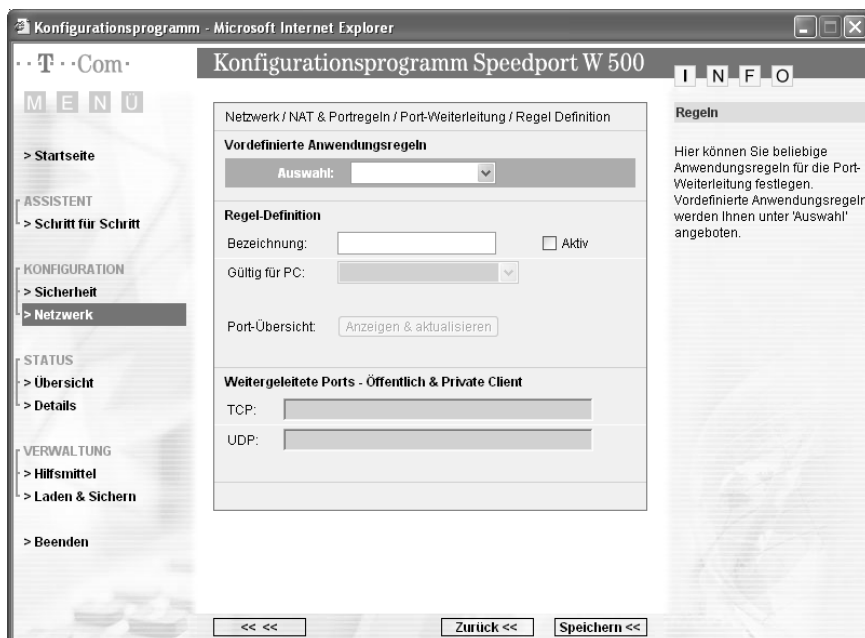 Konfigurationsprogramm - Microsoft Internet Explorer
··T··Com·
Konfigurationsprogramm Speedport W 500
INFO
MENÜ
> Startseite
ASSISTENT
> Schritt für Schritt
KONFIGURATION
> Sicherheit
> Netzwerk
STATUS
> Übersicht
> Details
VERWALTUNG
> Hilfsmittel
> Laden & Sichern
> Beenden
Netzwerk / NAT & Portregeln / Port-Weiterleitung / Regel Definition
Vordefinierte Anwendungsregeln
Auswahl:
Regel-Definition
Bezeichnung:
Aktiv
Gültig für PC:
Port-Übersicht:
Anzeigen & aktualisieren
Weitergeleitete Ports - Öffentlich & Private Client
TCP:
UDP:
<< <<
Zurück <<
Speichern <<
Regeln
Hier können Sie beliebige
Anwendungsregeln für die Port-
Weiterleitung festlegen.
Vordefinierte Anwendungsregeln
werden Ihnen unter 'Auswahl'
angeboten.